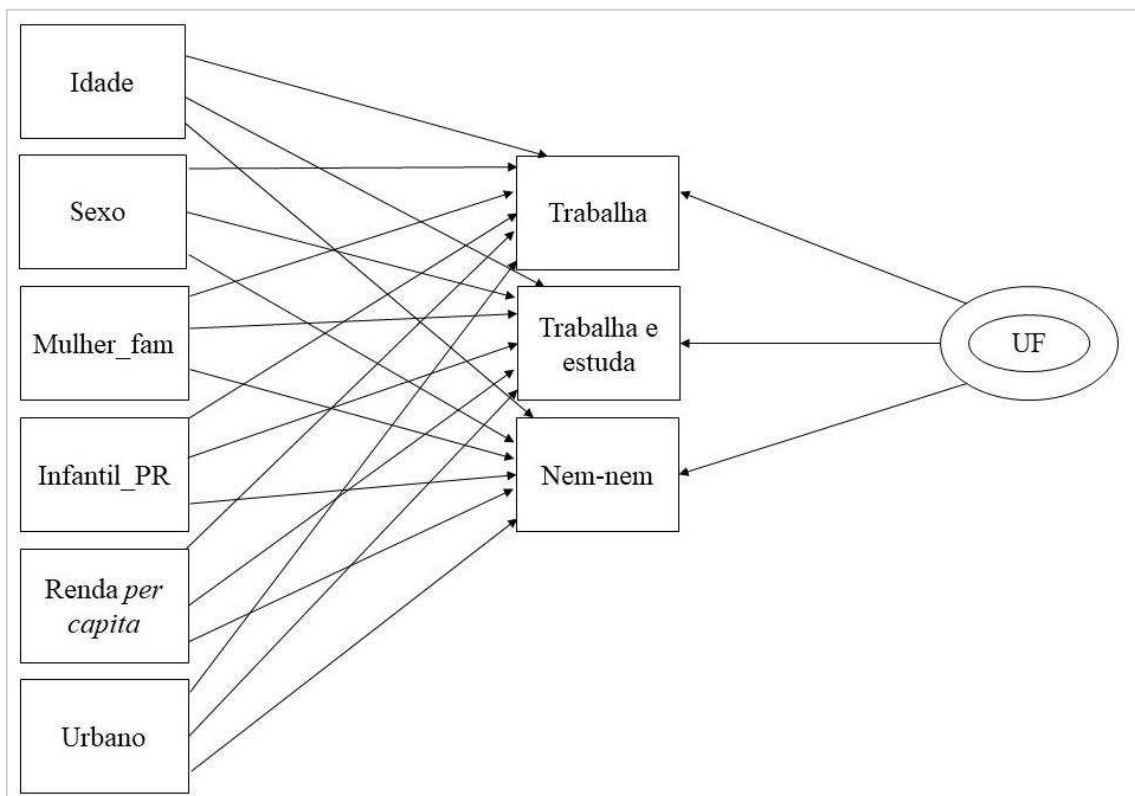 Idade
Sexo
Mulher_fam
Infantil_PR
Renda per
capita
Urbano
Trabalha
Trabalha e
estuda
Nem-nem
UF